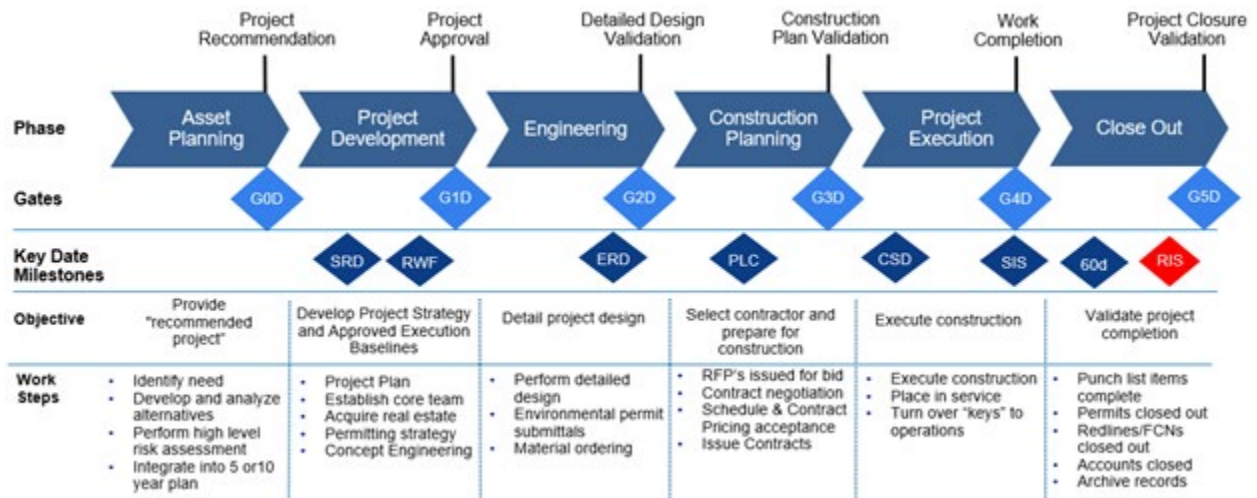 Project
Recommendation
Project
Approval
Detailed Design
Validation
Construction
Plan Validation
Work
Completion
Project Closure
Validation
Phase
Asset
Planning
Project
Development
Engineering
Construction
Planning
Project
Execution
Close Out
Gates
G0D
G1D
G2D
G3D
G4D
G5D
Key Date
Milestones
SRD
RWF
ERD
PLC
CSD
SIS
60d
RIS
Objective
Provide
"recommended
project"
Develop Project Strategy
and Approved Execution
Baselines
Detail project design
Select contractor and
prepare for
construction
Execute construction
Validate project
completion
Work
Steps
• Identify need
• Develop and analyze
alternatives
• Perform high level
risk assessment
• Integrate into 5 or10
year plan
• Project Plan
• Establish core team
• Acquire real estate
• Permitting strategy
• Concept Engineering
• Perform detailed
design
• Environmental permit
submittals
• Material ordering
• RFP's issued for bid
• Contract negotiation
• Schedule & Contract
Pricing acceptance
• Issue Contracts
• Execute construction
• Place in service
• Turn over “keys” to
operations
• Punch list items
complete
• Permits closed out
• Redlines/FCNs
closed out
• Accounts closed
• Archive records